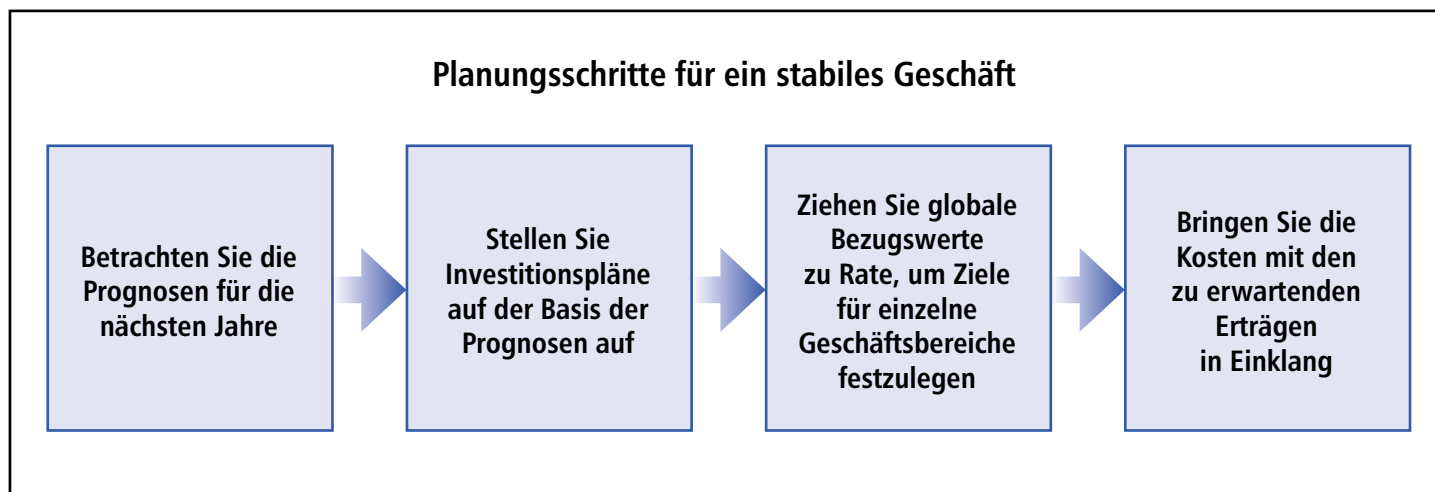 Planungsschritte für ein stabiles Geschäft
Betrachten Sie die
Prognosen für die
nächsten Jahre
Stellen Sie
Investitionspläne
auf der Basis der
Prognosen auf
Ziehen Sie globale
Bezugswerte
zu Rate, um Ziele
für einzelne
Geschäftsbereiche
festzulegen
Bringen Sie die
Kosten mit den
zu erwartenden
Erträgen
in Einklang